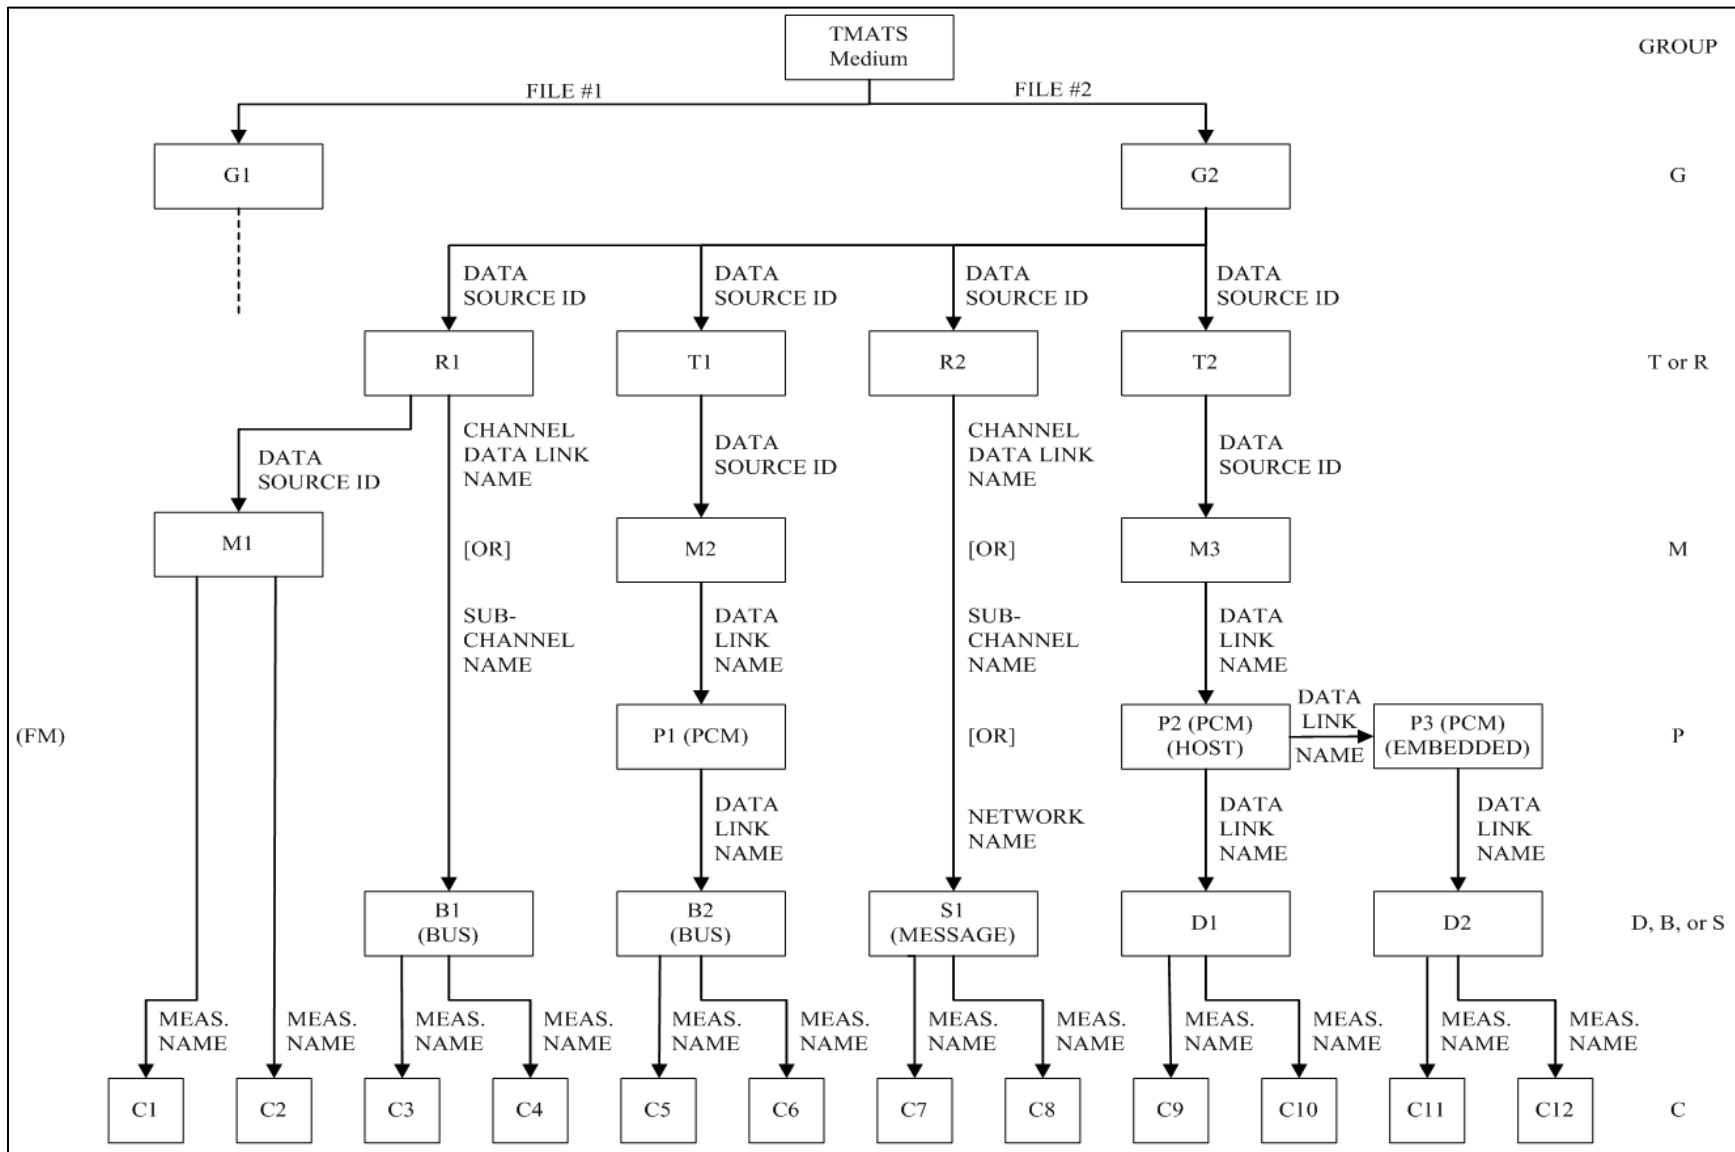 TMATS
Medium
GROUP
FILE #1
FILE #2
G1
G2
G
DATA
SOURCE ID
DATA
SOURCE ID
DATA
SOURCE ID
DATA
SOURCE ID
R1
T1
R2
T2
T or R
DATA
SOURCE ID
CHANNEL
DATA LINK
NAME
DATA
SOURCE ID
CHANNEL
DATA LINK
NAME
DATA
SOURCE ID
M1
[OR]
M2
[OR]
M3
M
SUB-
CHANNEL
NAME
DATA
LINK
NAME
SUB-
CHANNEL
NAME
DATA
LINK
NAME
(FM)
P1 (PCM)
[OR]
P2 (PCM)
(HOST)
DATA
LINK
NAME
P3 (PCM)
(EMBEDDED)
P
DATA
LINK
NAME
NETWORK
NAME
DATA
LINK
NAME
DATA
LINK
NAME
B1
(BUS)
B2
(BUS)
S1
(MESSAGE)
D1
D2
D, B, or S
MEAS.
NAME
MEAS.
NAME
MEAS.
NAME
MEAS.
NAME
MEAS.
NAME
MEAS.
NAME
MEAS.
NAME
MEAS.
NAME
MEAS.
NAME
MEAS.
NAME
MEAS.
NAME
MEAS.
NAME
C1
C2
C3
C4
C5
C6
C7
C8
C9
C10
C11
C12
C